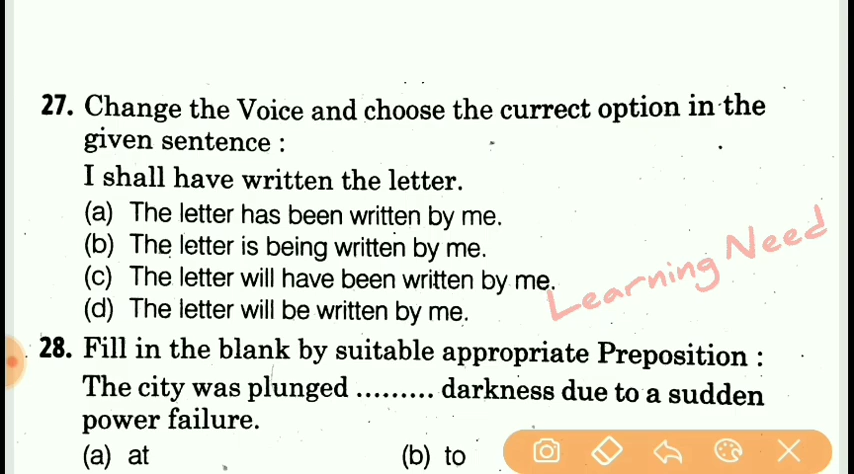 27. Change the Voice and choose the currect option in the
given sentence :
I shall have written the letter.
(a) The letter has been written by me.
(b) The letter is being written by me.
(c) The letter will have been written by me.
(d) The letter will be written by me.
Learning Need
28. Fill in the blank by suitable appropriate Preposition :
The city was plunged ......... darkness due to a sudden
power failure.
(a) at (b) to